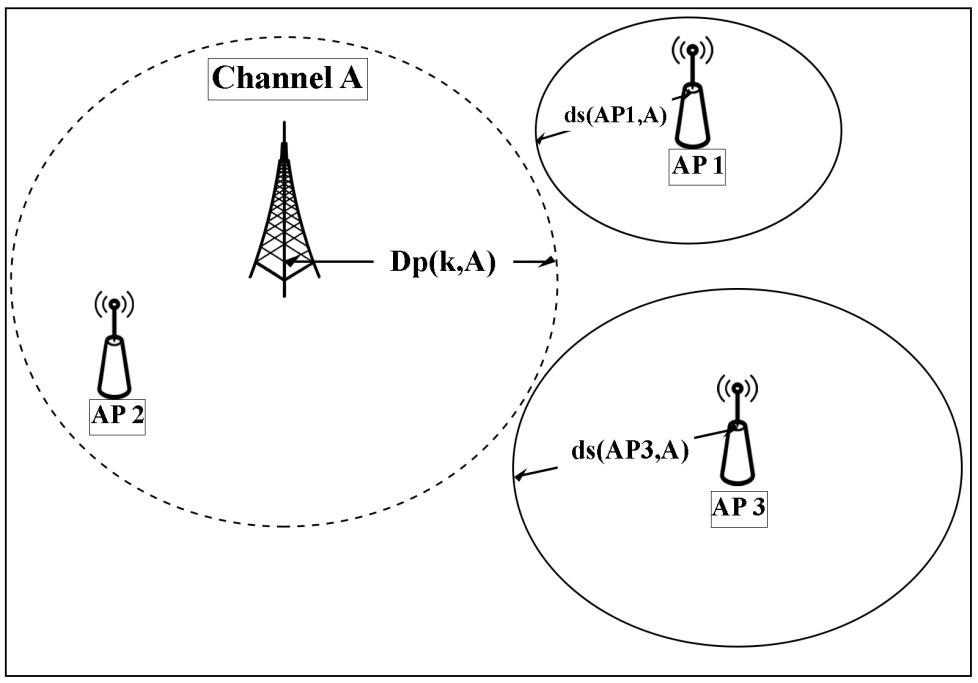 Channel A
ds(AP1,A)
AP 1
Dp(k,A)
AP 2
ds(AP3,A)
AP 3